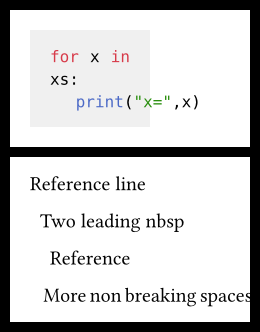 for x in
xs:
   print("x=",x)
Reference line
  Two leading nbsp
    Reference
   More non breaking spaces